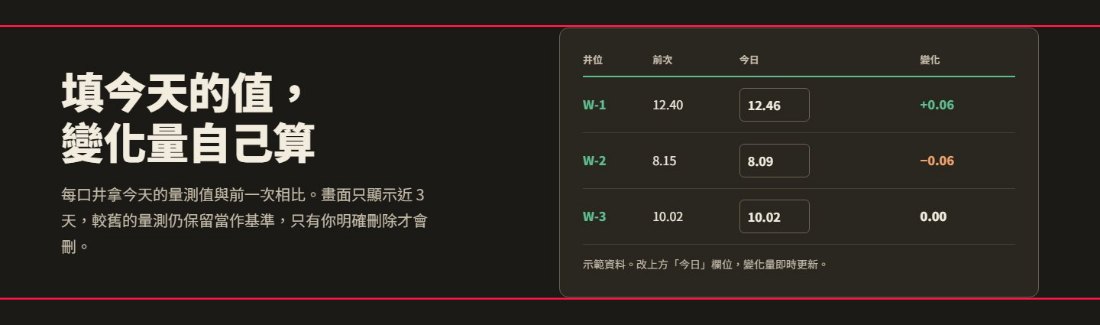 填今天的值，
變化量自己算
每口井拿今天的量測值與前一次相比。畫面只顯示近 3
天，較舊的量測仍保留當作基準，只有你明確刪除才會
刪。
井位 前次 今日 變化
W-1 12.40 12.46 +0.06
W-2 8.15 8.09 −0.06
W-3 10.02 10.02 0.00
示範資料。改上方「今日」欄位，變化量即時更新。